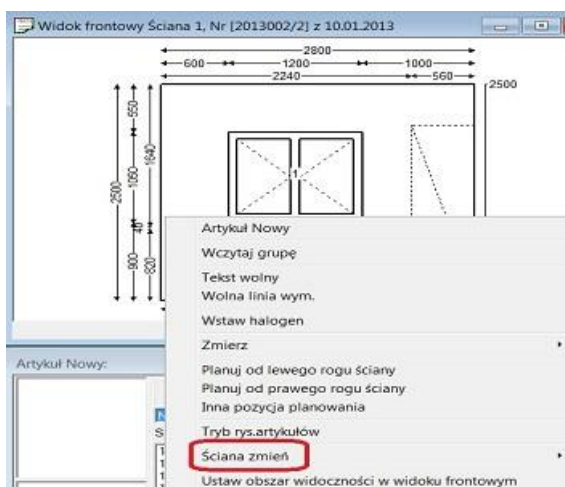 Widok frontowy Ściana 1, Nr [2013002/2] z 10.01.2013
2800
600
1200
1000
2240
560
2500
550
1640
1060
2500
40
900
820
1
Artykuł Nowy
Wczytaj grupę
Tekst wolny
Wolna linia wym.
Wstaw halogen
Zmierz
Planuj od lewego rogu ściany
Planuj od prawego rogu ściany
Inna pozycja planowania
Tryb rys.artykułów
Ściana zmień
Ustaw obszar widoczności w widoku frontowym
Artykuł Nowy:
N
S